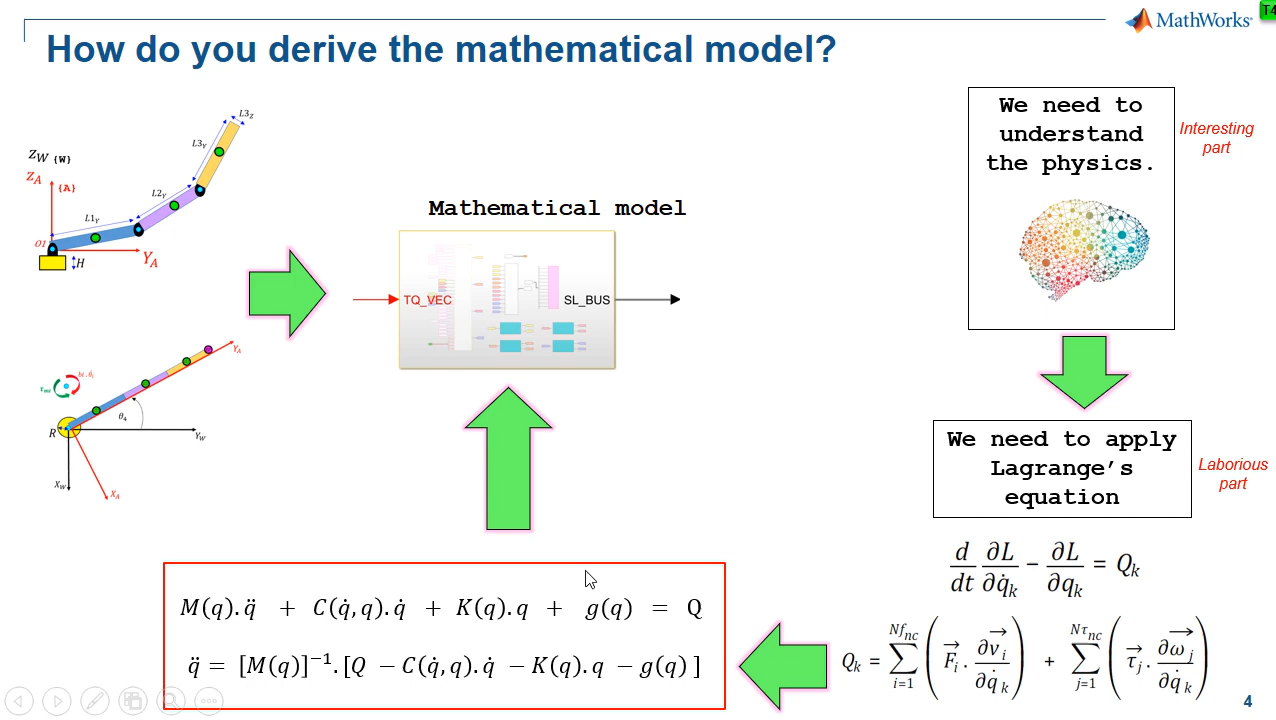 MathWorks®
T4
How do you derive the mathematical model?
We need to
understand
the physics.
Interesting
part
L3_Z
L3_Y
Z_W {W}
Z_A {A}
L2_Y
L1_Y
O1
H
Y_A
Mathematical model
TQ_VEC
SL_BUS
Y_A
θ_4
R
Y_W
X_W
X_A
We need to apply
Lagrange’s
equation
Laborious
part
d/dt ∂L/∂q̇_k − ∂L/∂q_k = Q_k
M(q).q̈ + C(q̇,q).q̇ + K(q).q + g(q) = Q
q̈ = [M(q)]⁻¹.[Q − C(q̇,q).q̇ − K(q).q − g(q) ]
Q_k = ∑_{i=1}^{Nf_nc} (F⃗_i . ∂v⃗_i/∂q̇_k) + ∑_{j=1}^{Nτ_nc} (τ⃗_j . ∂ω⃗_j/∂q̇_k)
4